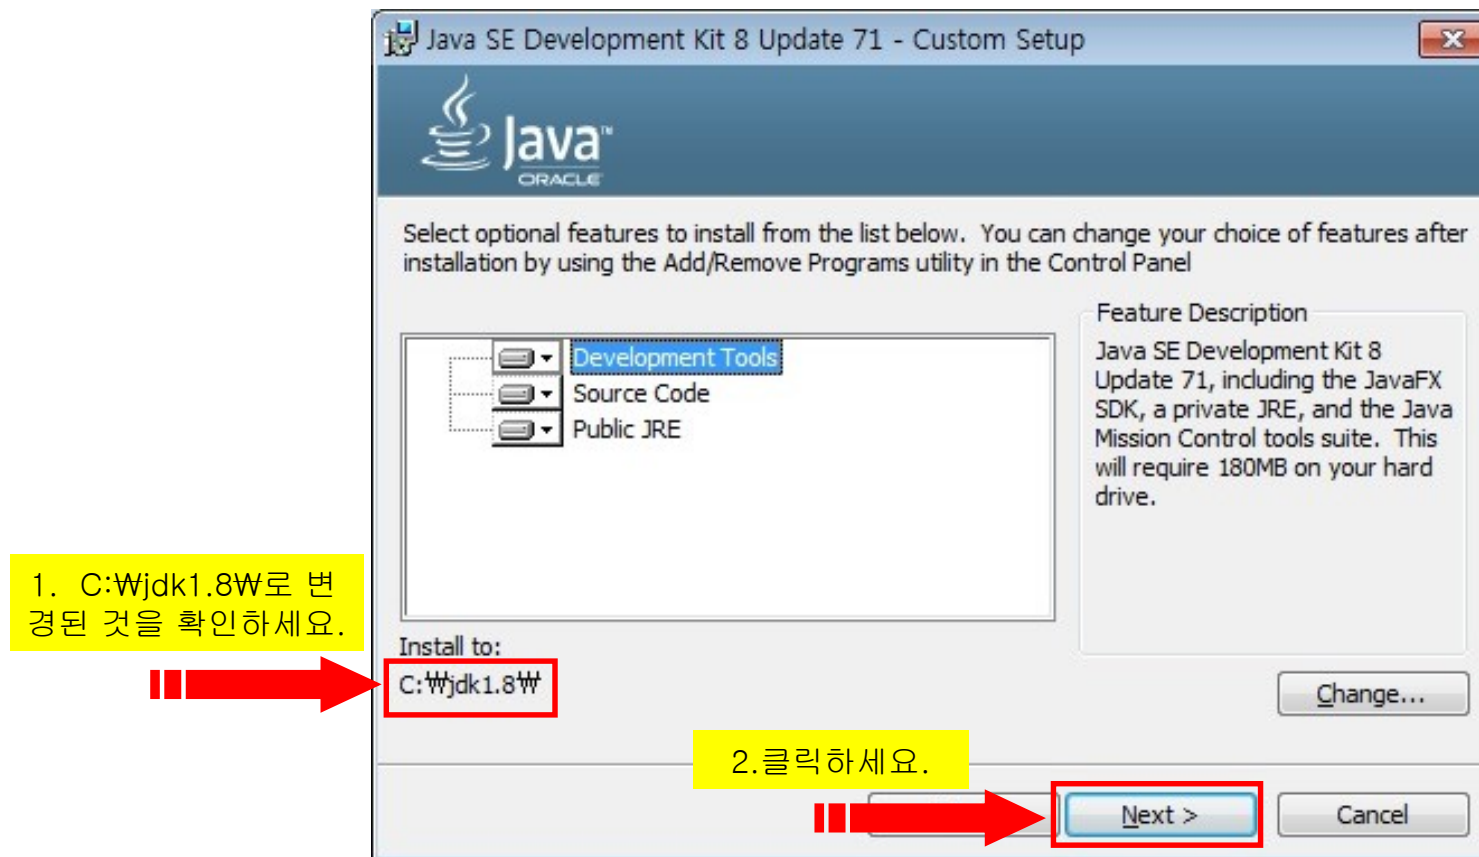 Java SE Development Kit 8 Update 71 - Custom Setup
Java™
ORACLE
Select optional features to install from the list below. You can change your choice of features after
installation by using the Add/Remove Programs utility in the Control Panel
Development Tools
Source Code
Public JRE
Feature Description
Java SE Development Kit 8
Update 71, including the JavaFX
SDK, a private JRE, and the Java
Mission Control tools suite. This
will require 180MB on your hard
drive.
1. C:₩jdk1.8₩로 변
경된 것을 확인하세요.
Install to:
C:₩jdk1.8₩
Change...
2.클릭하세요.
Next >
Cancel